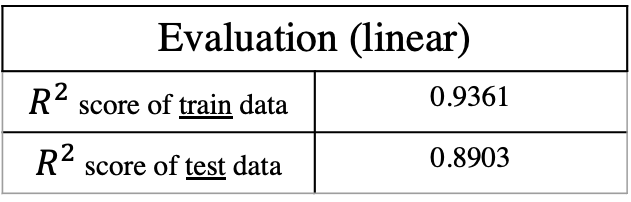 Evaluation (linear)
R² score of train data 0.9361
R² score of test data 0.8903